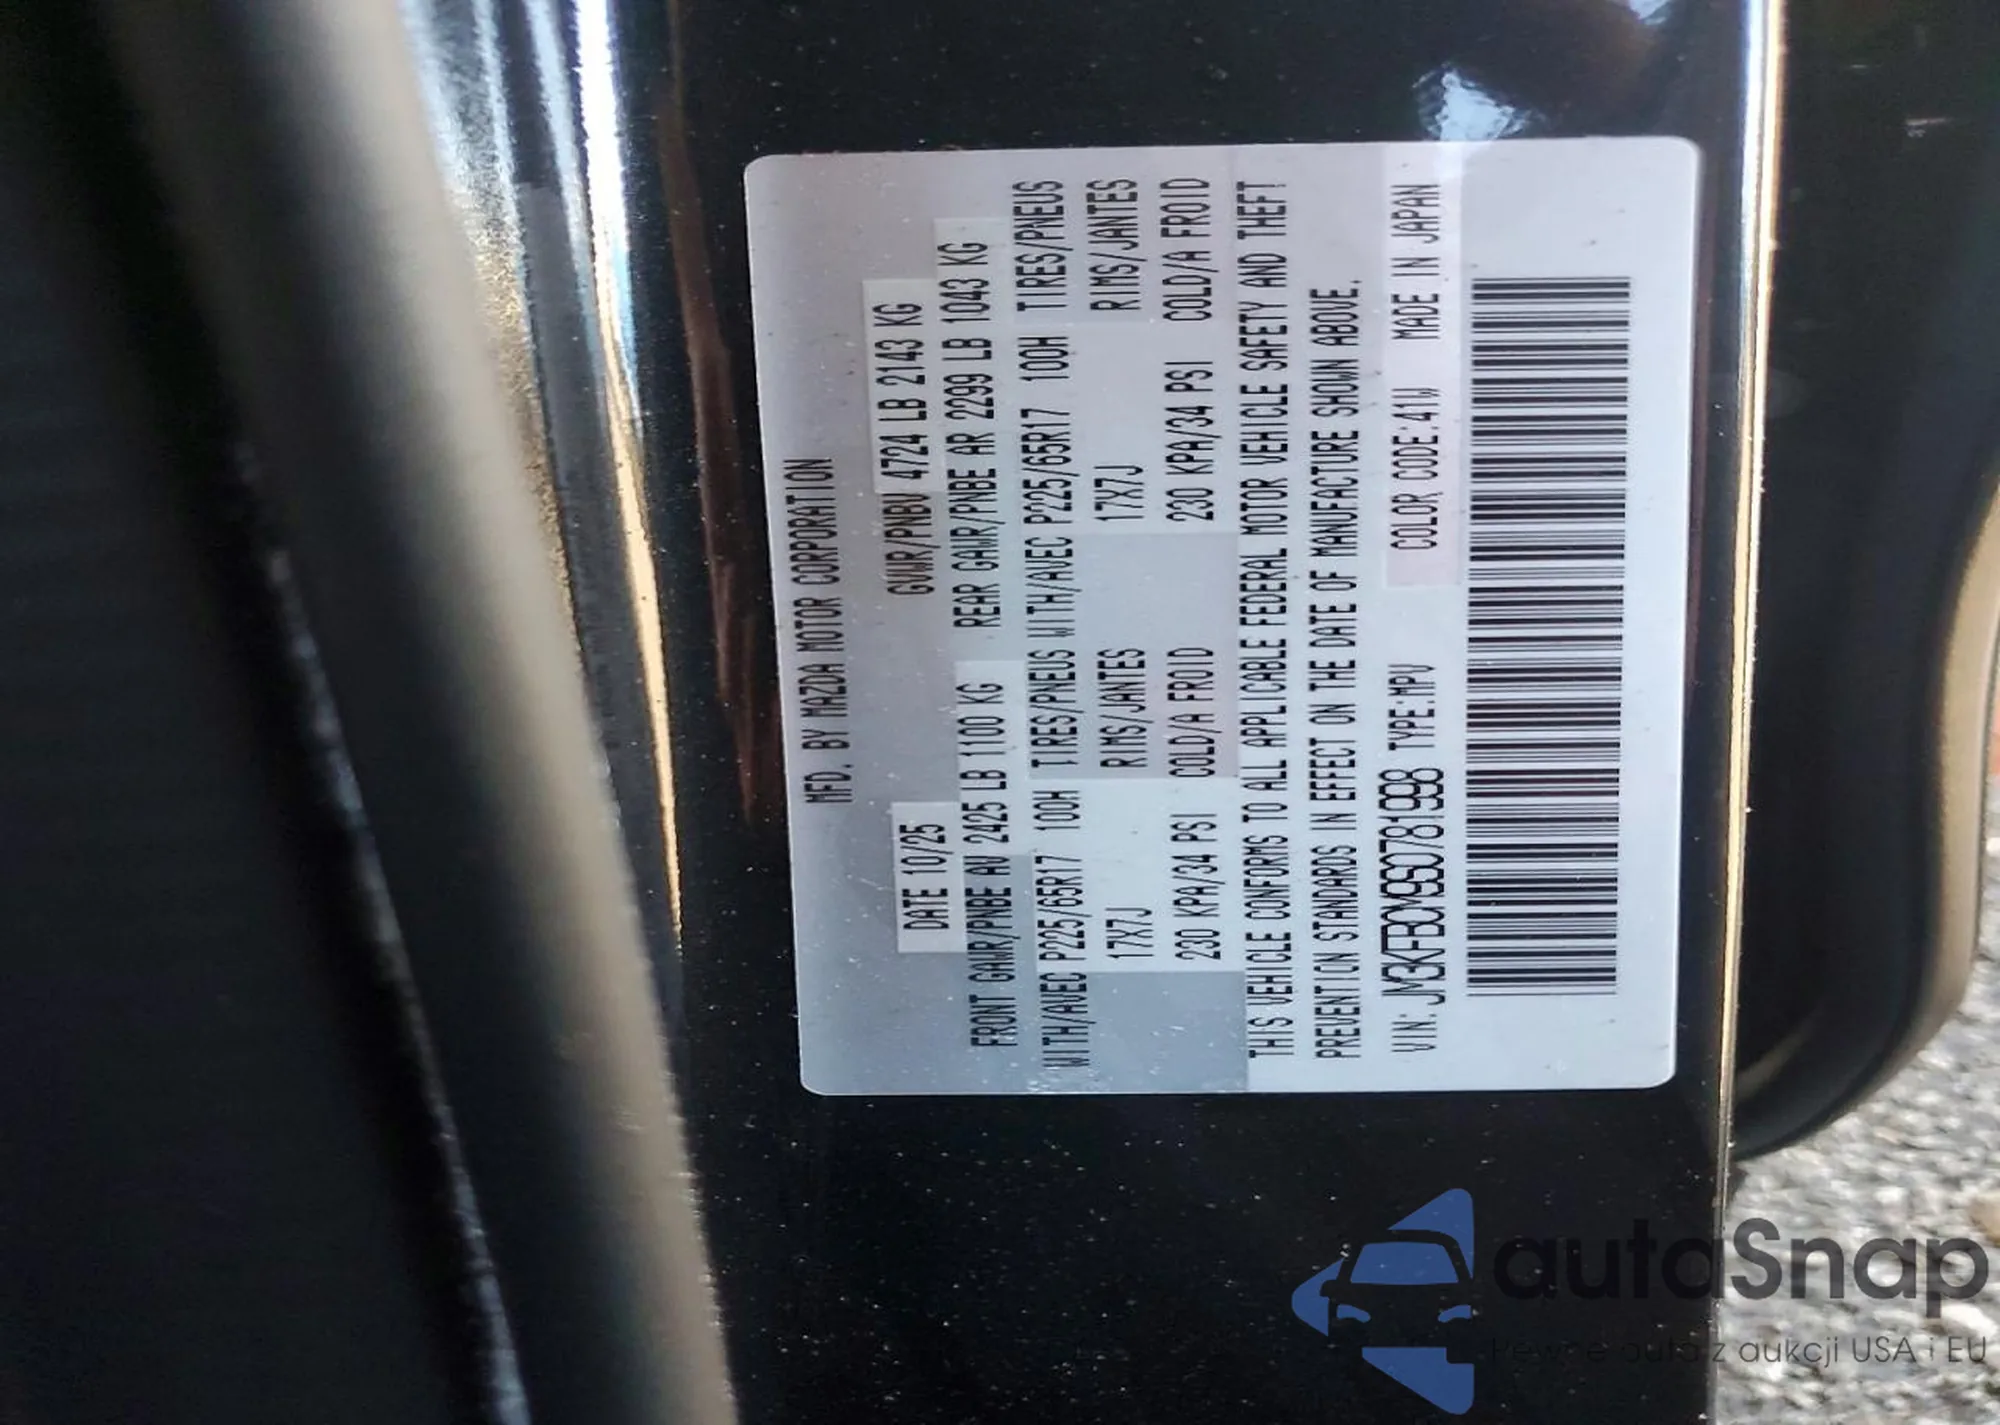 MFD. BY MAZDA MOTOR CORPORATION
DATE 10/25 GVWR/PNBV 4724 LB 2143 KG
FRONT GAWR/PNBE AV 2425 LB 1100 KG REAR GAWR/PNBE AR 2299 LB 1043 KG
WITH/AVEC P225/65R17 100H TIRES/PNEUS WITH/AVEC P225/65R17 100H TIRES/PNEUS
17X7J RIMS/JANTES 17X7J RIMS/JANTES
230 KPA/34 PSI COLD/A FROID 230 KPA/34 PSI COLD/A FROID
THIS VEHICLE CONFORMS TO ALL APPLICABLE FEDERAL MOTOR VEHICLE SAFETY AND THEFT
PREVENTION STANDARDS IN EFFECT ON THE DATE OF MANUFACTURE SHOWN ABOVE.
VIN: JM3KFBCM9S0781998 TYPE:MPV COLOR CODE:41W MADE IN JAPAN
autaSnap
Pewne auta z aukcji USA i EU